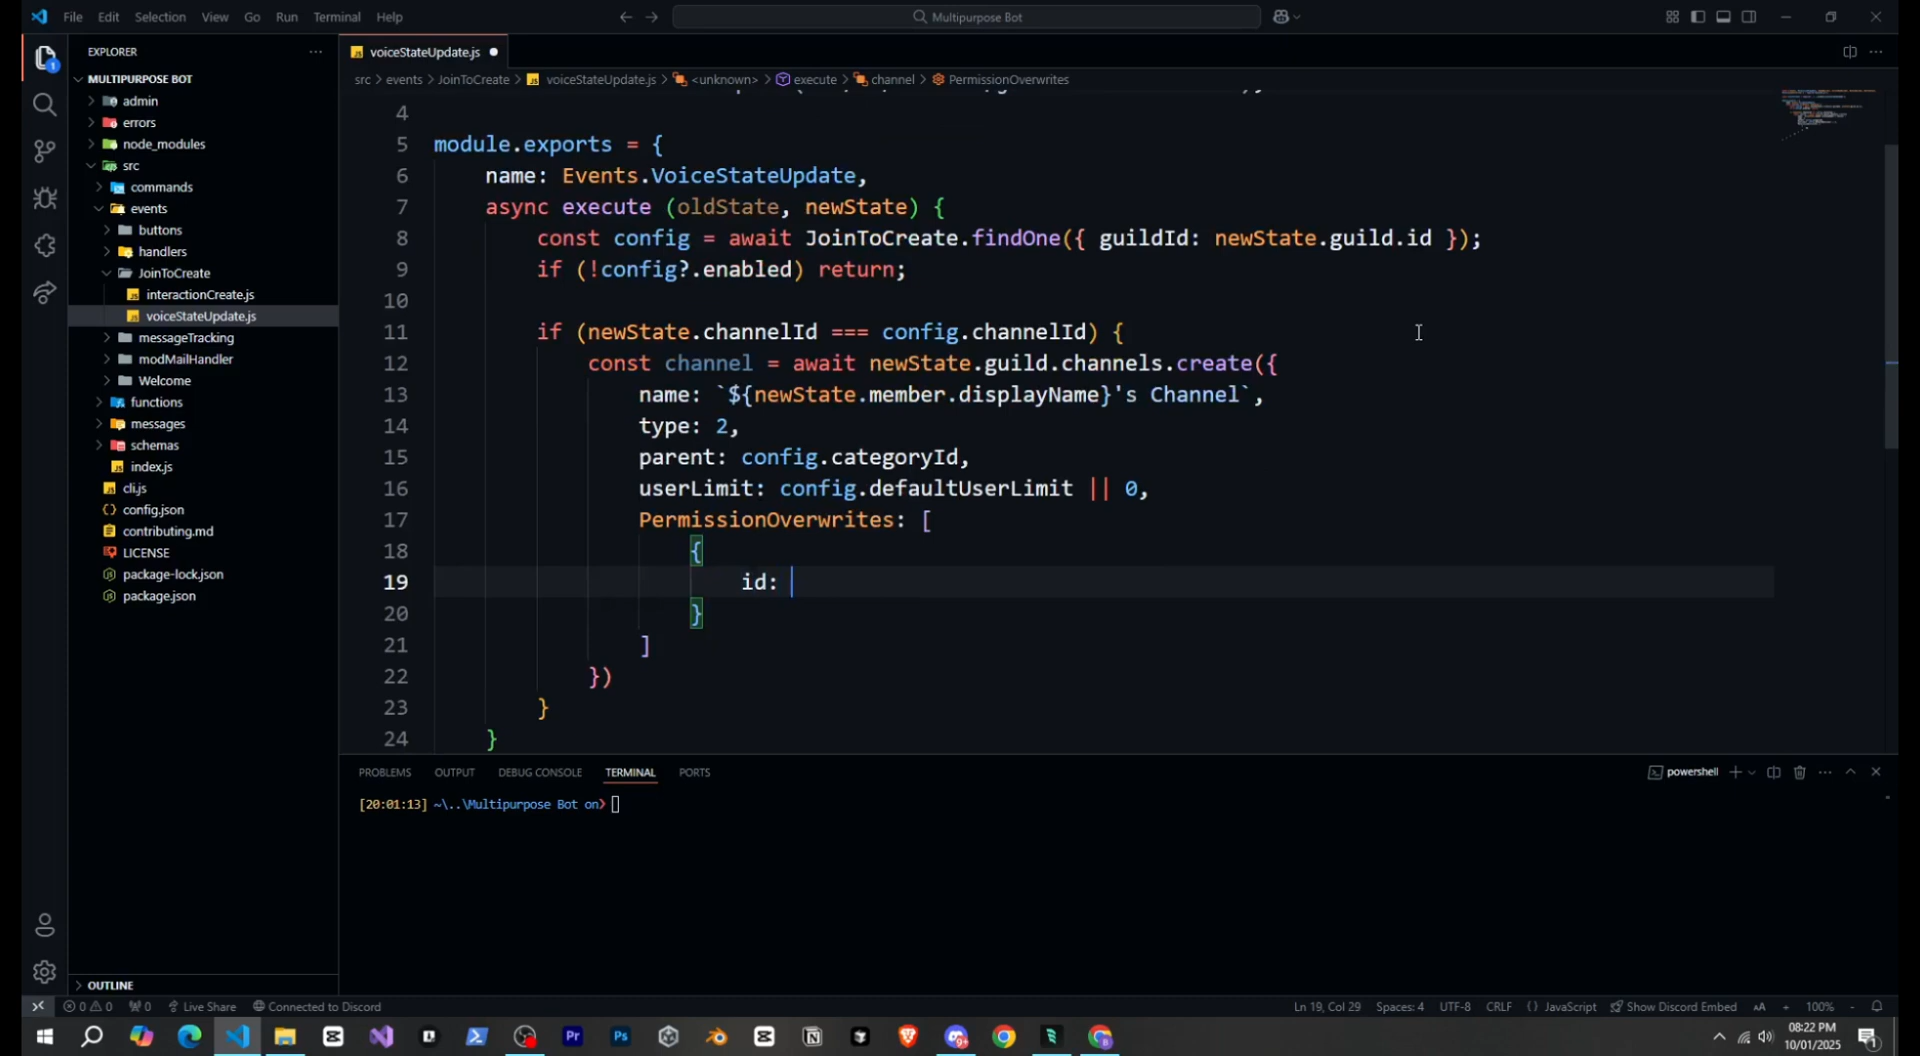 File Edit Selection View Go Run Terminal Help
Multipurpose Bot
EXPLORER
MULTIPURPOSE BOT
admin
errors
node_modules
src
commands
events
buttons
handlers
JoinToCreate
interactionCreate.js
voiceStateUpdate.js
messageTracking
modMailHandler
Welcome
functions
messages
schemas
index.js
cli.js
config.json
contributing.md
LICENSE
package-lock.json
package.json
OUTLINE
voiceStateUpdate.js
src > events > JoinToCreate > voiceStateUpdate.js > <unknown> > execute > channel > PermissionOverwrites
4
5 module.exports = {
6 name: Events.VoiceStateUpdate,
7 async execute (oldState, newState) {
8 const config = await JoinToCreate.findOne({ guildId: newState.guild.id });
9 if (!config?.enabled) return;
10
11 if (newState.channelId === config.channelId) {
12 const channel = await newState.guild.channels.create({
13 name: `${newState.member.displayName}'s Channel`,
14 type: 2,
15 parent: config.categoryId,
16 userLimit: config.defaultUserLimit || 0,
17 PermissionOverwrites: [
18 {
19 id:
20 }
21 ]
22 })
23 }
24 }
PROBLEMS OUTPUT DEBUG CONSOLE TERMINAL PORTS
powershell
[20:01:13] ~\..\Multipurpose Bot on>
0 0 0 Live Share Connected to Discord
Ln 19, Col 29 Spaces: 4 UTF-8 CRLF {} JavaScript Show Discord Embed AA + 100% -
08:22 PM
10/01/2025